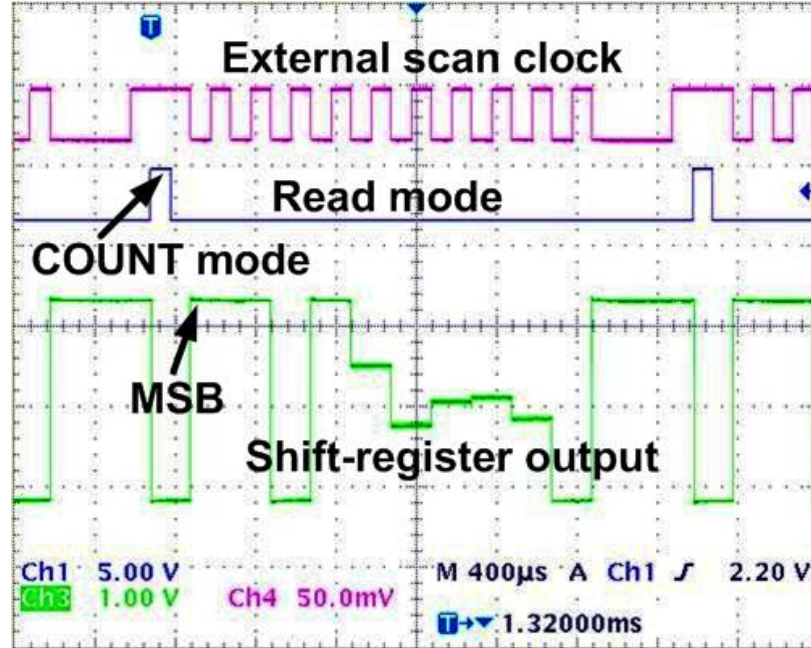 T
External scan clock
Read mode
COUNT mode
MSB
Shift-register output
Ch1 5.00 V M 400µs A Ch1 2.20 V
Ch3 1.00 V Ch4 50.0mV
T 1.32000ms